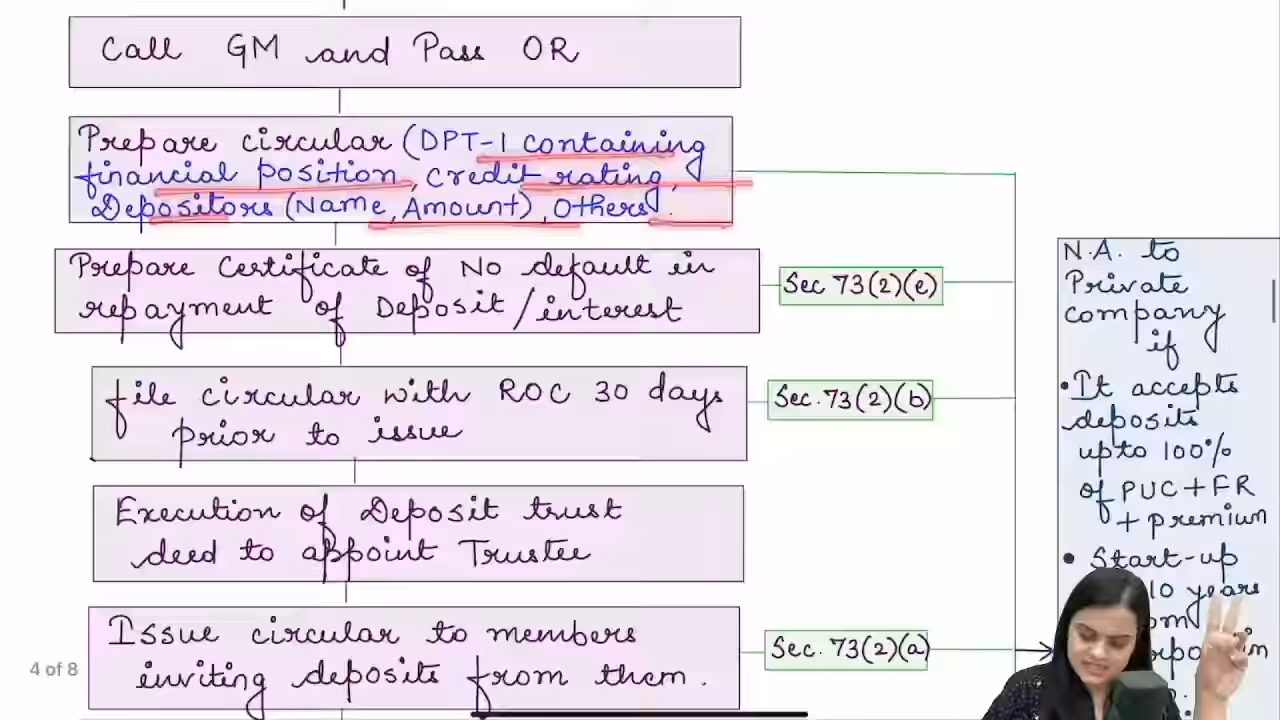 Call GM and Pass OR
Prepare circular (DPT-1 containing
financial position, Credit rating,
Depositors (Name, Amount), Others.
Prepare Certificate of No default in
repayment of Deposit/interest
Sec 73(2)(e)
file circular with ROC 30 days
prior to issue
Sec. 73(2)(b)
Execution of Deposit trust
deed to appoint Trustee
Issue circular to members
inviting deposits from them.
Sec. 73(2)(a)
N.A. to
Private
company
if
• It accepts
deposits
upto 100%
of PUC + FR
+ premium
• Start-up
10 years
4 of 8